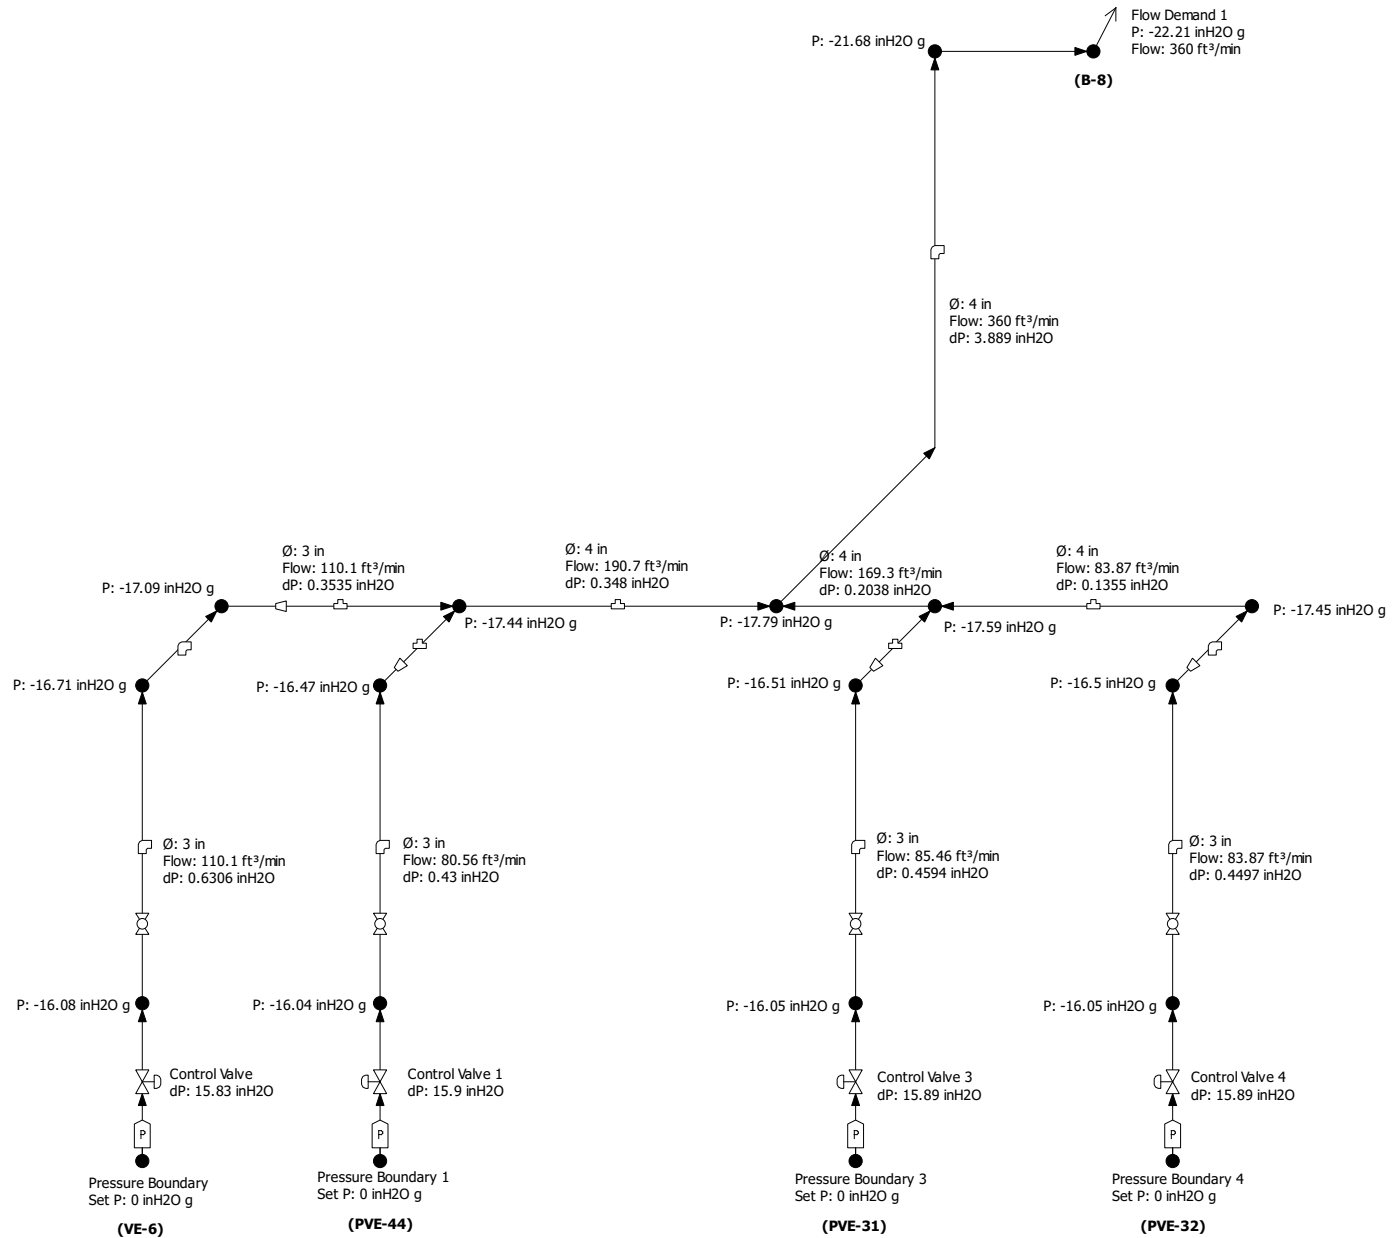 Flow Demand 1
P: -22.21 inH2O g
Flow: 360 ft³/min
P: -21.68 inH2O g
(B-8)
Ø: 4 in
Flow: 360 ft³/min
dP: 3.889 inH2O
Ø: 3 in
Flow: 110.1 ft³/min
dP: 0.3535 inH2O
Ø: 4 in
Flow: 190.7 ft³/min
dP: 0.348 inH2O
Ø: 4 in
Flow: 169.3 ft³/min
dP: 0.2038 inH2O
Ø: 4 in
Flow: 83.87 ft³/min
dP: 0.1355 inH2O
P: -17.09 inH2O g
P: -17.44 inH2O g
P: -17.79 inH2O g
P: -17.59 inH2O g
P: -17.45 inH2O g
P: -16.71 inH2O g
P: -16.47 inH2O g
P: -16.51 inH2O g
P: -16.5 inH2O g
Ø: 3 in
Flow: 110.1 ft³/min
dP: 0.6306 inH2O
Ø: 3 in
Flow: 80.56 ft³/min
dP: 0.43 inH2O
Ø: 3 in
Flow: 85.46 ft³/min
dP: 0.4594 inH2O
Ø: 3 in
Flow: 83.87 ft³/min
dP: 0.4497 inH2O
P: -16.08 inH2O g
P: -16.04 inH2O g
P: -16.05 inH2O g
P: -16.05 inH2O g
Control Valve
dP: 15.83 inH2O
Control Valve 1
dP: 15.9 inH2O
Control Valve 3
dP: 15.89 inH2O
Control Valve 4
dP: 15.89 inH2O
P
P
P
P
Pressure Boundary
Set P: 0 inH2O g
(VE-6)
Pressure Boundary 1
Set P: 0 inH2O g
(PVE-44)
Pressure Boundary 3
Set P: 0 inH2O g
(PVE-31)
Pressure Boundary 4
Set P: 0 inH2O g
(PVE-32)